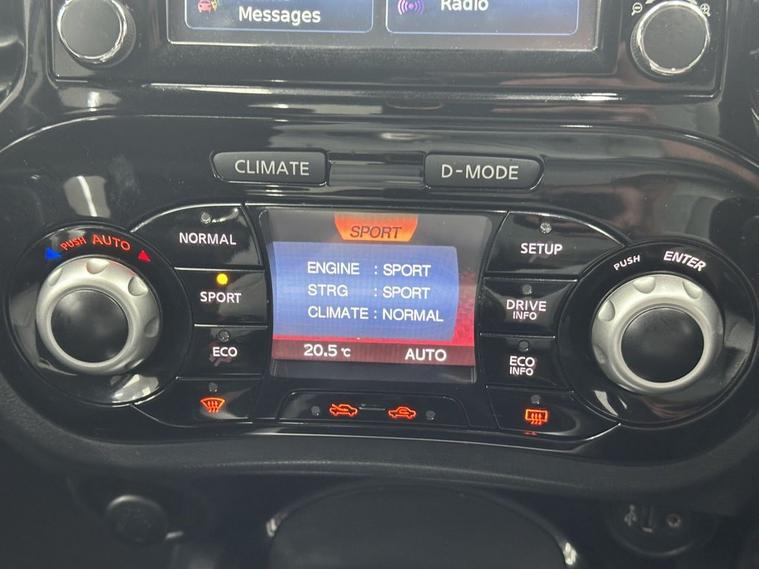 Messages
Radio
CLIMATE
D-MODE
PUSH AUTO
NORMAL
SPORT
ECO
SPORT
ENGINE : SPORT
STRG : SPORT
CLIMATE : NORMAL
20.5 °C AUTO
SETUP
DRIVE
INFO
ECO
INFO
PUSH ENTER